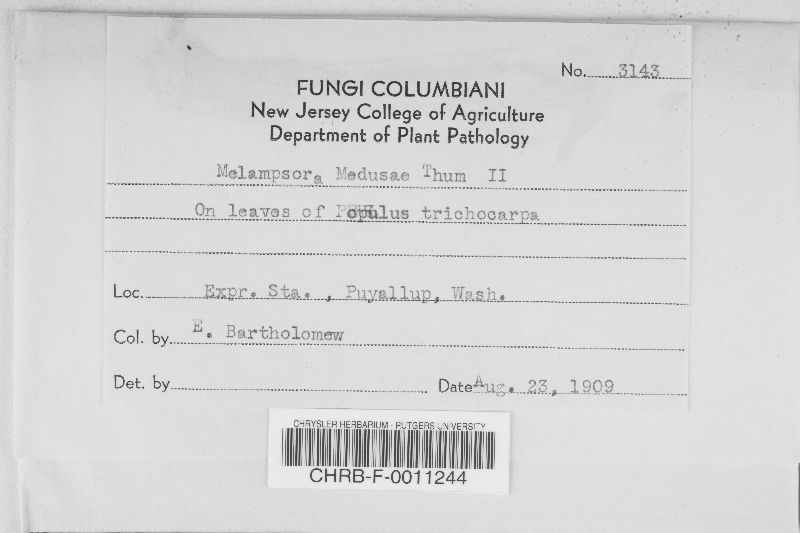 No. 3143
FUNGI COLUMBIANI
New Jersey College of Agriculture
Department of Plant Pathology
Melampsora Medusae Thum II
On leaves of Populus trichocarpa
Loc. Expr. Sta. , Puyallup, Wash.
Col. by E. Bartholomew
Det. by
Date Aug. 23, 1909
CHRYSLER HERBARIUM - RUTGERS UNIVERSITY
CHRB-F-0011244